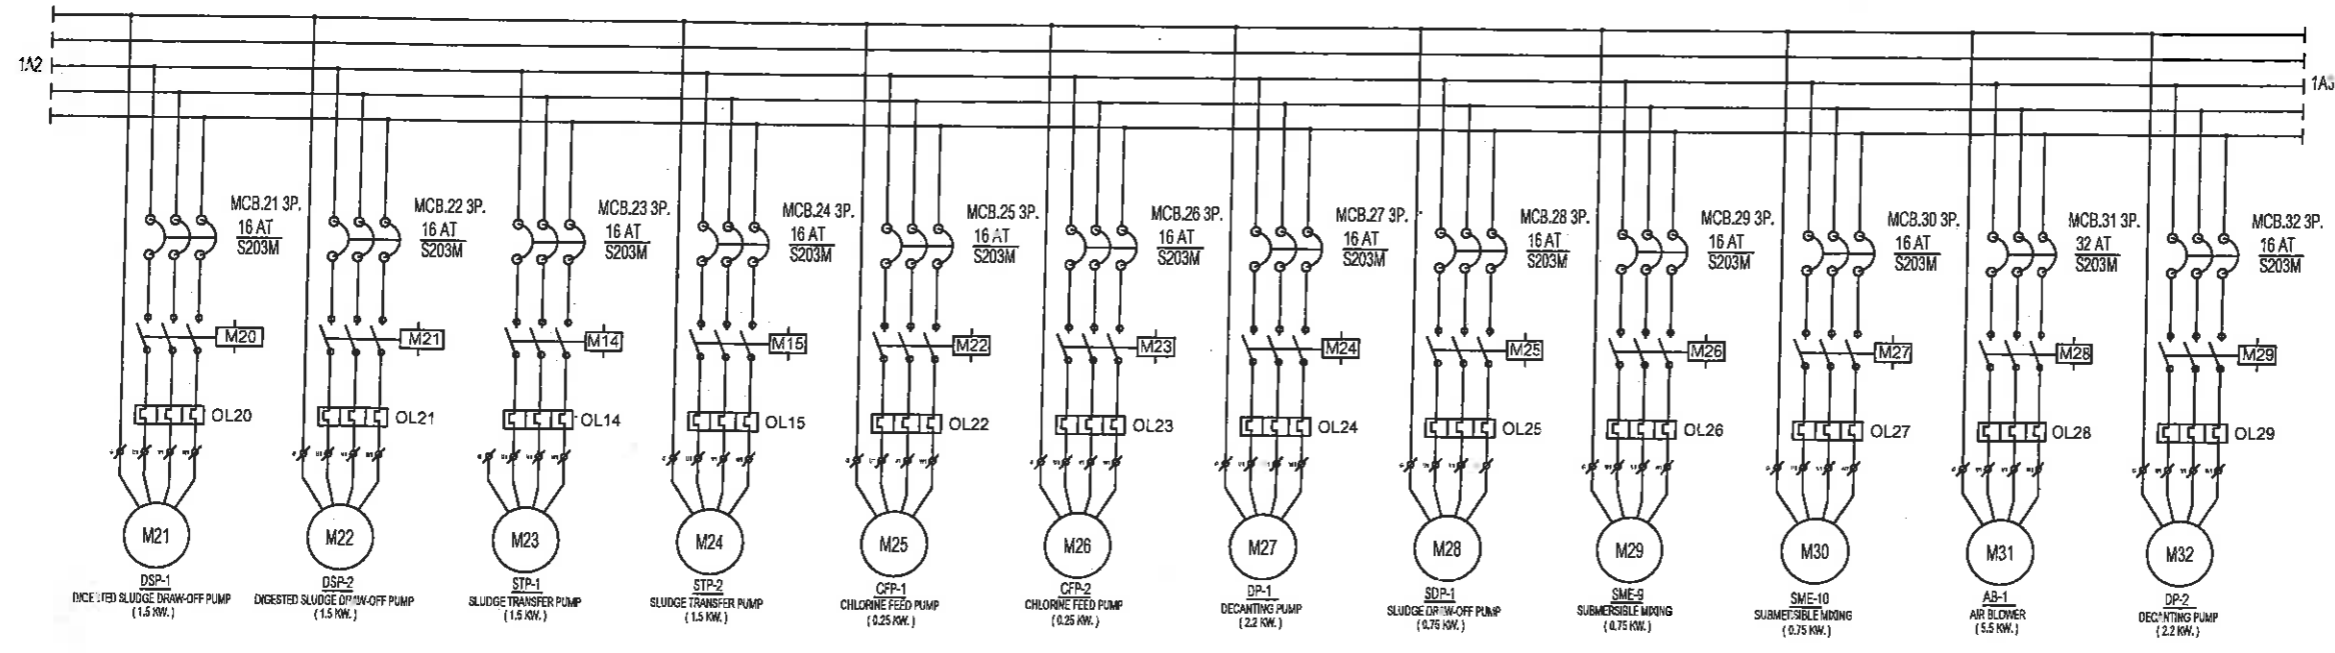 1A2
MCB.21 3P.
16 AT
S203M
M20
OL20
M21
DSP-1
SLUDGE DRAW-OFF PUMP
(1.5 KW.)
MCB.22 3P.
16 AT
S203M
M21
OL21
M22
DSP-2
DIGESTED SLUDGE PUMP
(1.5 KW.)
MCB.23 3P.
16 AT
S203M
M14
OL14
M23
STP-1
SLUDGE TRANSFER PUMP
(1.5 KW.)
MCB.24 3P.
16 AT
S203M
M15
OL15
M24
STP-2
SLUDGE TRANSFER PUMP
(1.5 KW.)
MCB.25 3P.
16 AT
S203M
M22
OL22
M25
CFP-1
CHLORINE FEED PUMP
(0.25 KW.)
MCB.26 3P.
16 AT
S203M
M23
OL23
M26
CFP-2
CHLORINE FEED PUMP
(0.25 KW.)
MCB.27 3P.
16 AT
S203M
M24
OL24
M27
DP-1
DECANTING PUMP
(2.2 KW.)
MCB.28 3P.
16 AT
S203M
M25
OL25
M28
SDP-1
SLUDGE PUMP
(0.75 KW.)
MCB.29 3P.
16 AT
S203M
M26
OL26
M29
SME-9
SUBMERSIBLE MIXING
(0.75 KW.)
MCB.30 3P.
16 AT
S203M
M27
OL27
M30
SME-10
SUBMERSIBLE MIXING
(0.75 KW.)
MCB.31 3P.
32 AT
S203M
M28
OL28
M31
AB-1
AIR BLOWER
(5.5 KW.)
MCB.32 3P.
16 AT
S203M
M29
OL29
M32
DP-2
DECANTING PUMP
(2.2 KW.)